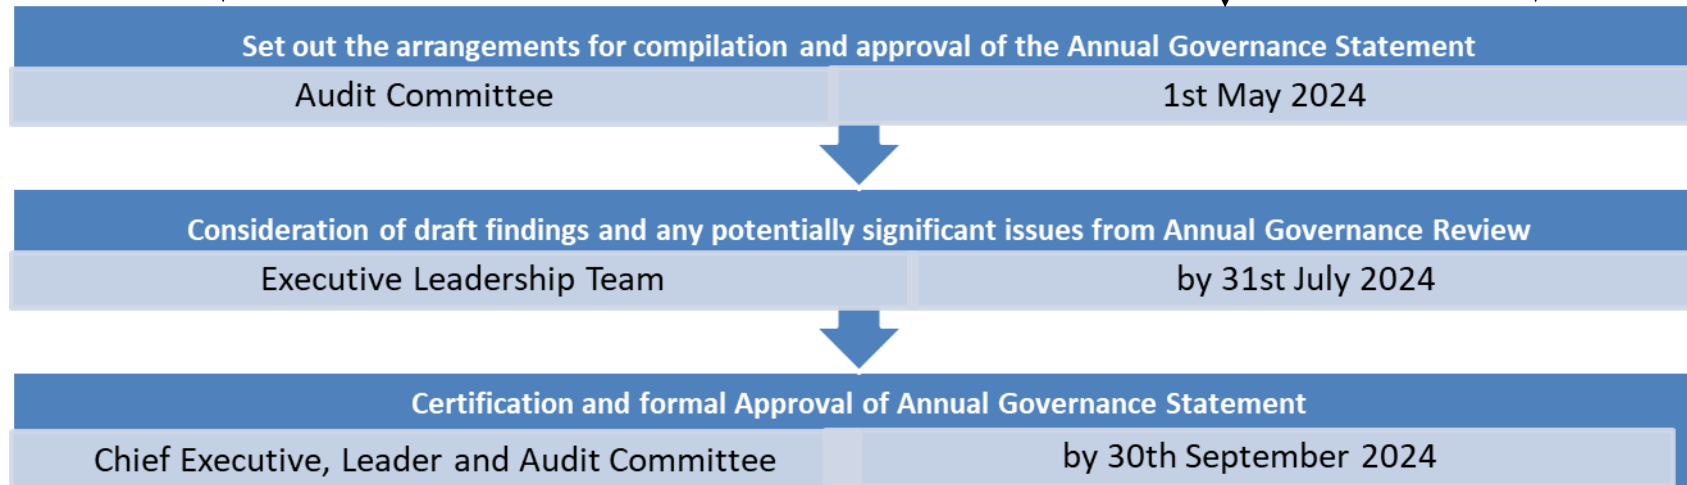 Set out the arrangements for compilation and approval of the Annual Governance Statement
Audit Committee
1st May 2024
Consideration of draft findings and any potentially significant issues from Annual Governance Review
Executive Leadership Team
by 31st July 2024
Certification and formal Approval of Annual Governance Statement
Chief Executive, Leader and Audit Committee
by 30th September 2024